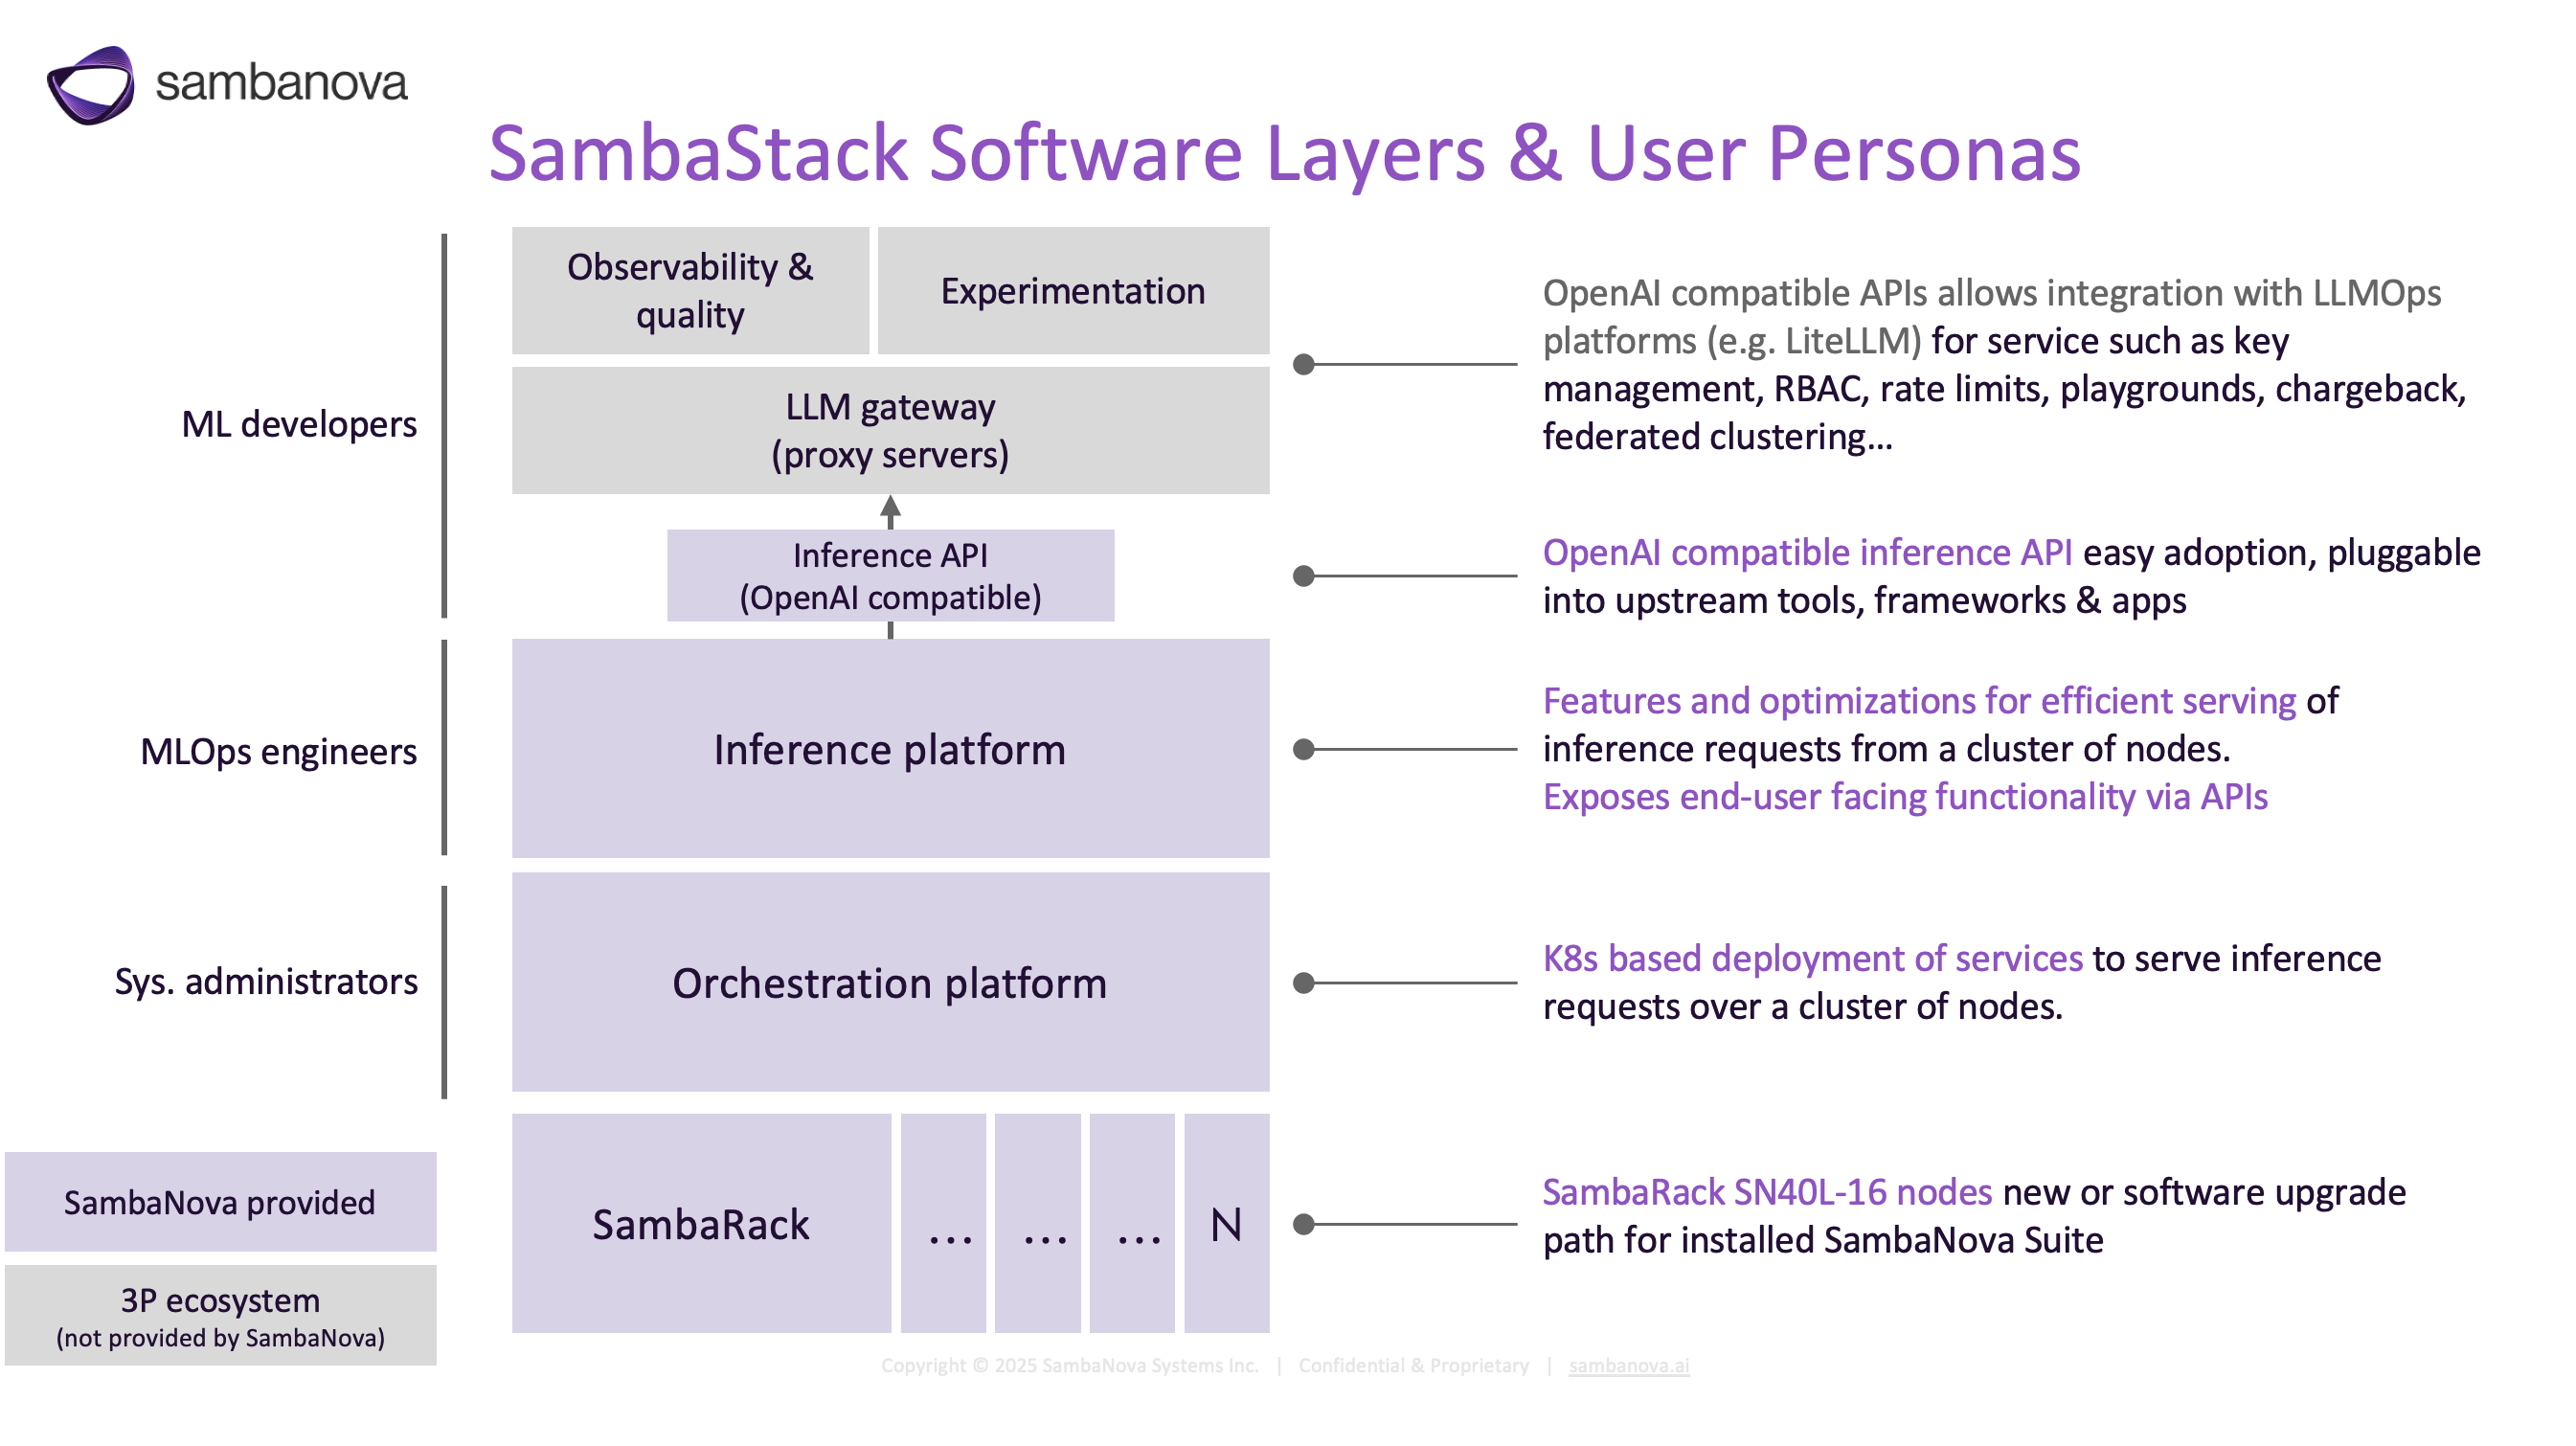 sambanova
SambaStack Software Layers & User Personas
Observability &
quality
Experimentation
LLM gateway
(proxy servers)
Inference API
(OpenAI compatible)
Inference platform
Orchestration platform
SambaRack
...
...
...
N
ML developers
MLOps engineers
Sys. administrators
SambaNova provided
3P ecosystem
(not provided by SambaNova)
OpenAI compatible APIs allows integration with LLMOps
platforms (e.g. LiteLLM) for service such as key
management, RBAC, rate limits, playgrounds, chargeback,
federated clustering...
OpenAI compatible inference API easy adoption, pluggable
into upstream tools, frameworks & apps
Features and optimizations for efficient serving of
inference requests from a cluster of nodes.
Exposes end-user facing functionality via APIs
K8s based deployment of services to serve inference
requests over a cluster of nodes.
SambaRack SN40L-16 nodes new or software upgrade
path for installed SambaNova Suite
Copyright © 2025 SambaNova Systems Inc. | Confidential & Proprietary | sambanova.ai